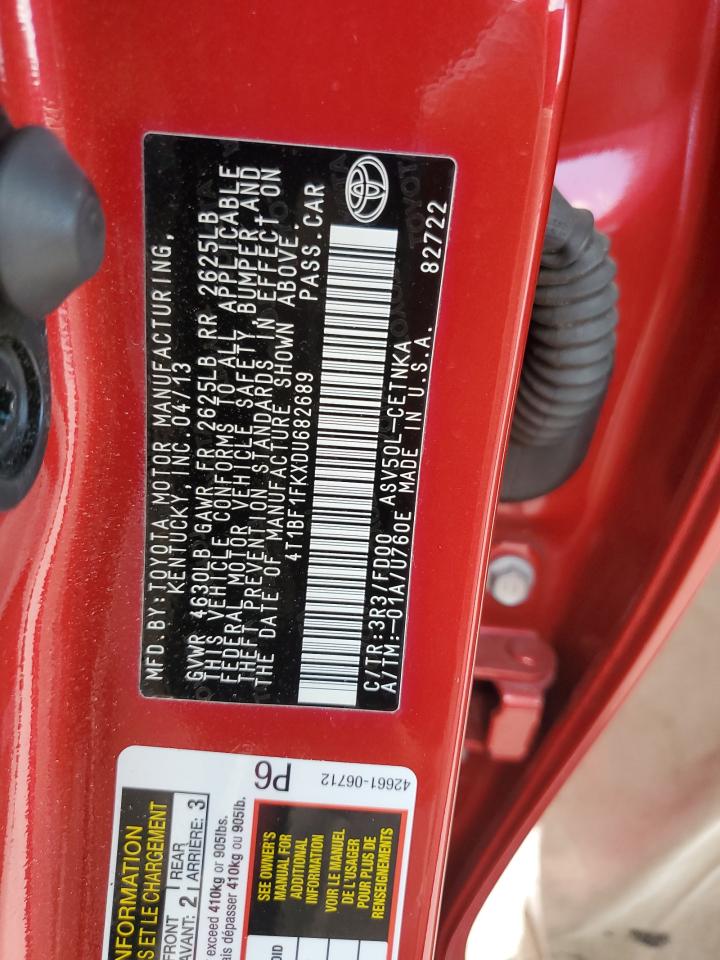 MFD.BY:TOYOTA MOTOR MANUFACTURING,
KENTUCKY, INC.04/13
GVWR 4630LB GAWR FR 2625LB RR 2625LB
THIS VEHICLE CONFORMS TO ALL APPLICABLE
FEDERAL MOTOR VEHICLE SAFETY, BUMPER,AND
THEFT PREVENTION STANDARDS IN EFFECT ON
THE DATE OF MANUFACTURE SHOWN ABOVE.
4T1BF1FKXDU682689 PASS.CAR
C/TR:3R3/FD00 ASV50L-CETNKA
A/TM:-01A/U760E MADE IN U.S.A. 82722
INFORMATION
S ET LE CHARGEMENT
FRONT
AVANT: 2
REAR
ARRIÈRE: 3
exceed 410kg or 905lbs.
dépasser 410kg ou 905lb.
P6
42661-06712
SEE OWNER'S
MANUAL FOR
ADDITIONAL
INFORMATION
VOIR LE MANUEL
DE L'USAGER
POUR PLUS DE
RENSEIGNEMENTS